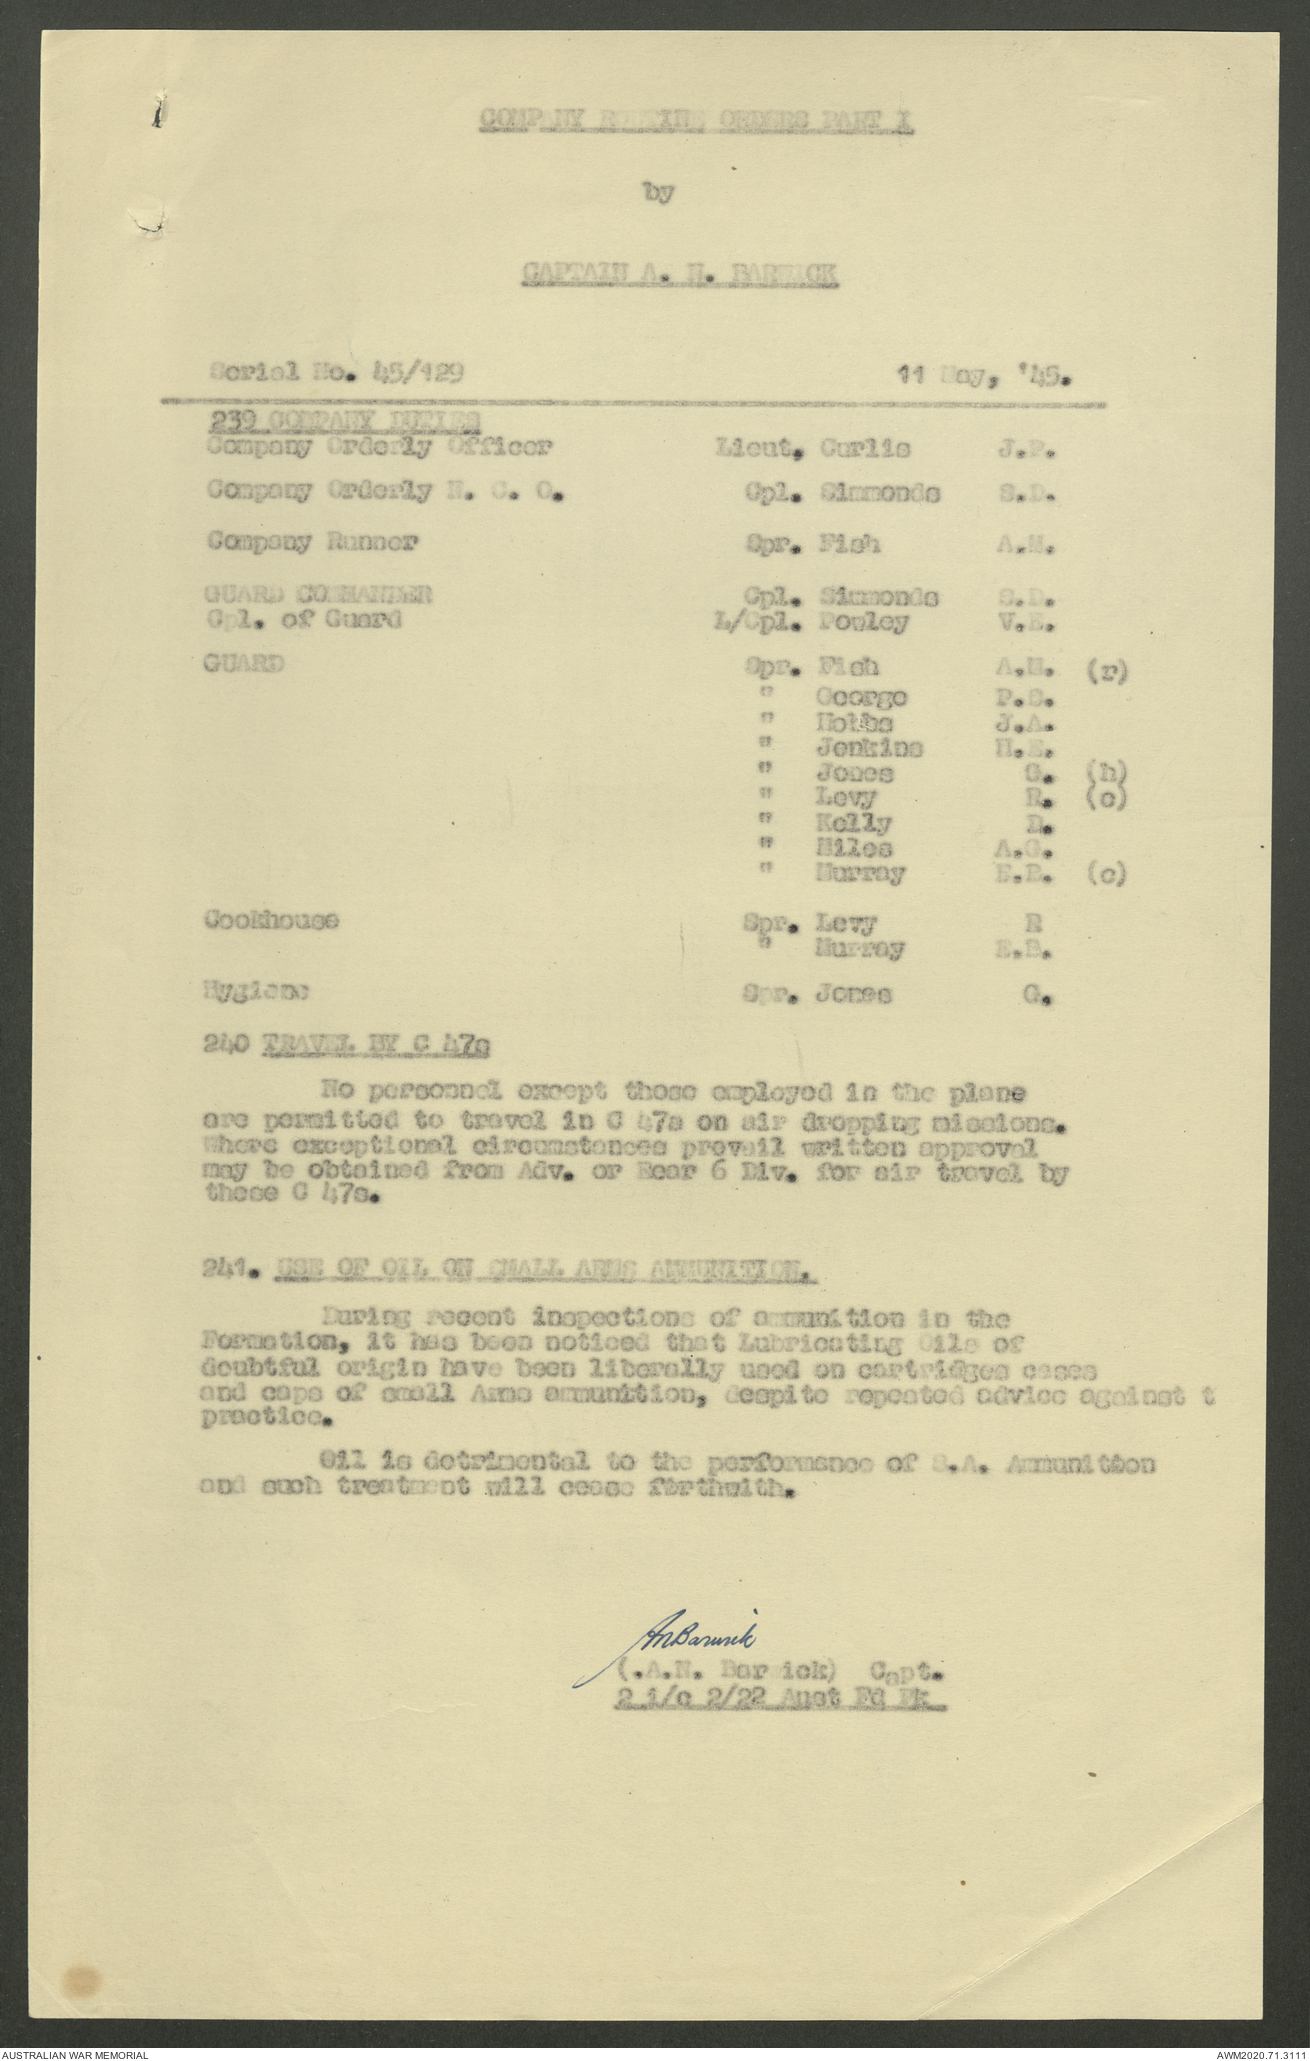 COMPANY ROUTINE ORDERS PART I
by
CAPTAIN A. N. BARWICK
Serial No. 45/129 11 May, '45.
239 COMPANY DUTIES
Company Orderly Officer Lieut, Curlis J.P.
Company Orderly N. C. O. Cpl. Simmonds S.D.
Company Runner Spr. Fish A.M.
GUARD COMMANDER Cpl. Simmonds S.D.
Cpl. of Guard L/Cpl. Powley V.E.
GUARD Spr. Fish A.M. (r)
" George P.S.
" Hobbs J.A.
" Jenkins H.E.
" Jones G. (h)
" Levy R. (c)
" Kelly D.
" Miles A.G.
" Murray E.B. (c)
Cookhouse Spr. Levy R
" Murray E.B.
Hygiene Spr. Jones G.
240 TRAVEL BY C 47s
No personnel except those employed in the plane
are permitted to travel in C 47s on air dropping missions.
Where exceptional circumstances prevail written approval
may be obtained from Adv. or Rear 6 Div. for air travel by
these C 47s.
241. USE OF OIL ON SMALL ARMS AMMUNITION.
During recent inspections of ammunition in the
Formation, it has been noticed that Lubricating Oils of
doubtful origin have been liberally used on cartridges cases
and caps of small Arms ammunition, despite repeated advice against t
practice.
Oil is detrimental to the performance of S.A. Ammunition
and such treatment will cease forthwith.
ANBarwick
(.A.N. Barwick) Capt.
2 i/c 2/22 Aust Fd Pk
AUSTRALIAN WAR MEMORIAL AWM2020.71.3111